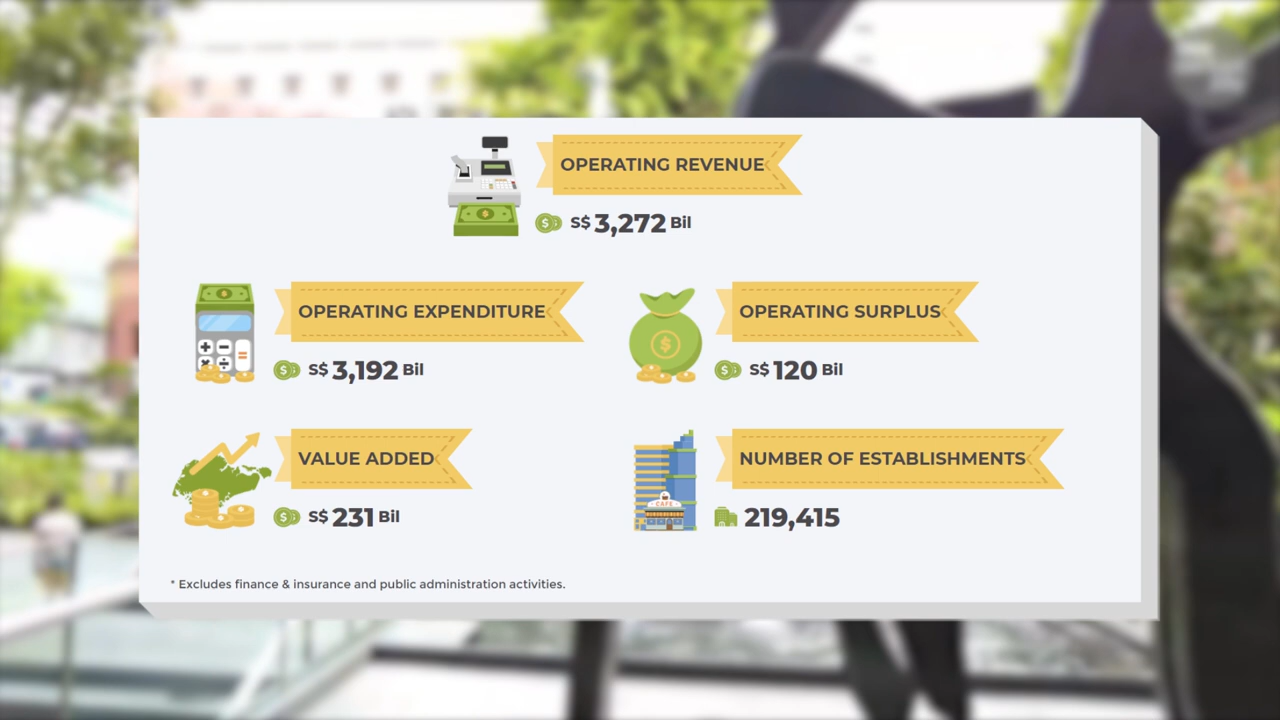 OPERATING REVENUE
S$ 3,272 Bil
OPERATING EXPENDITURE
S$ 3,192 Bil
OPERATING SURPLUS
S$ 120 Bil
VALUE ADDED
S$ 231 Bil
NUMBER OF ESTABLISHMENTS
CAFE
219,415
* Excludes finance & insurance and public administration activities.